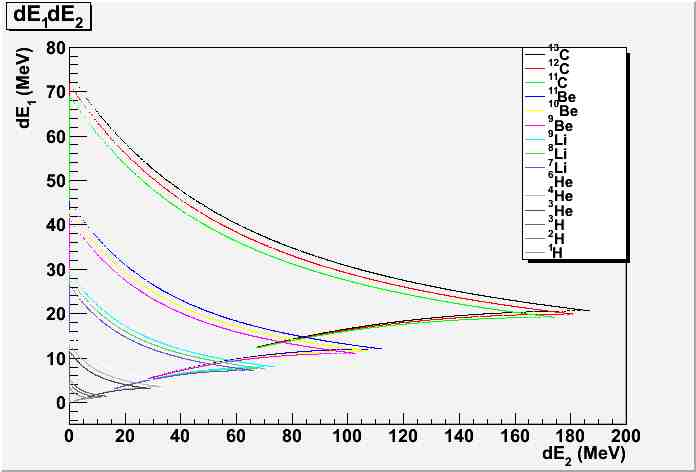 dE₁dE₂
dE₁ (MeV)
80
70
60
50
40
30
20
10
0
¹³C
¹²C
¹¹C
¹¹Be
¹⁰Be
⁹Be
⁹Li
⁸Li
⁷Li
⁶He
⁴He
³He
³H
²H
¹H
0 20 40 60 80 100 120 140 160 180 200
dE₂ (MeV)